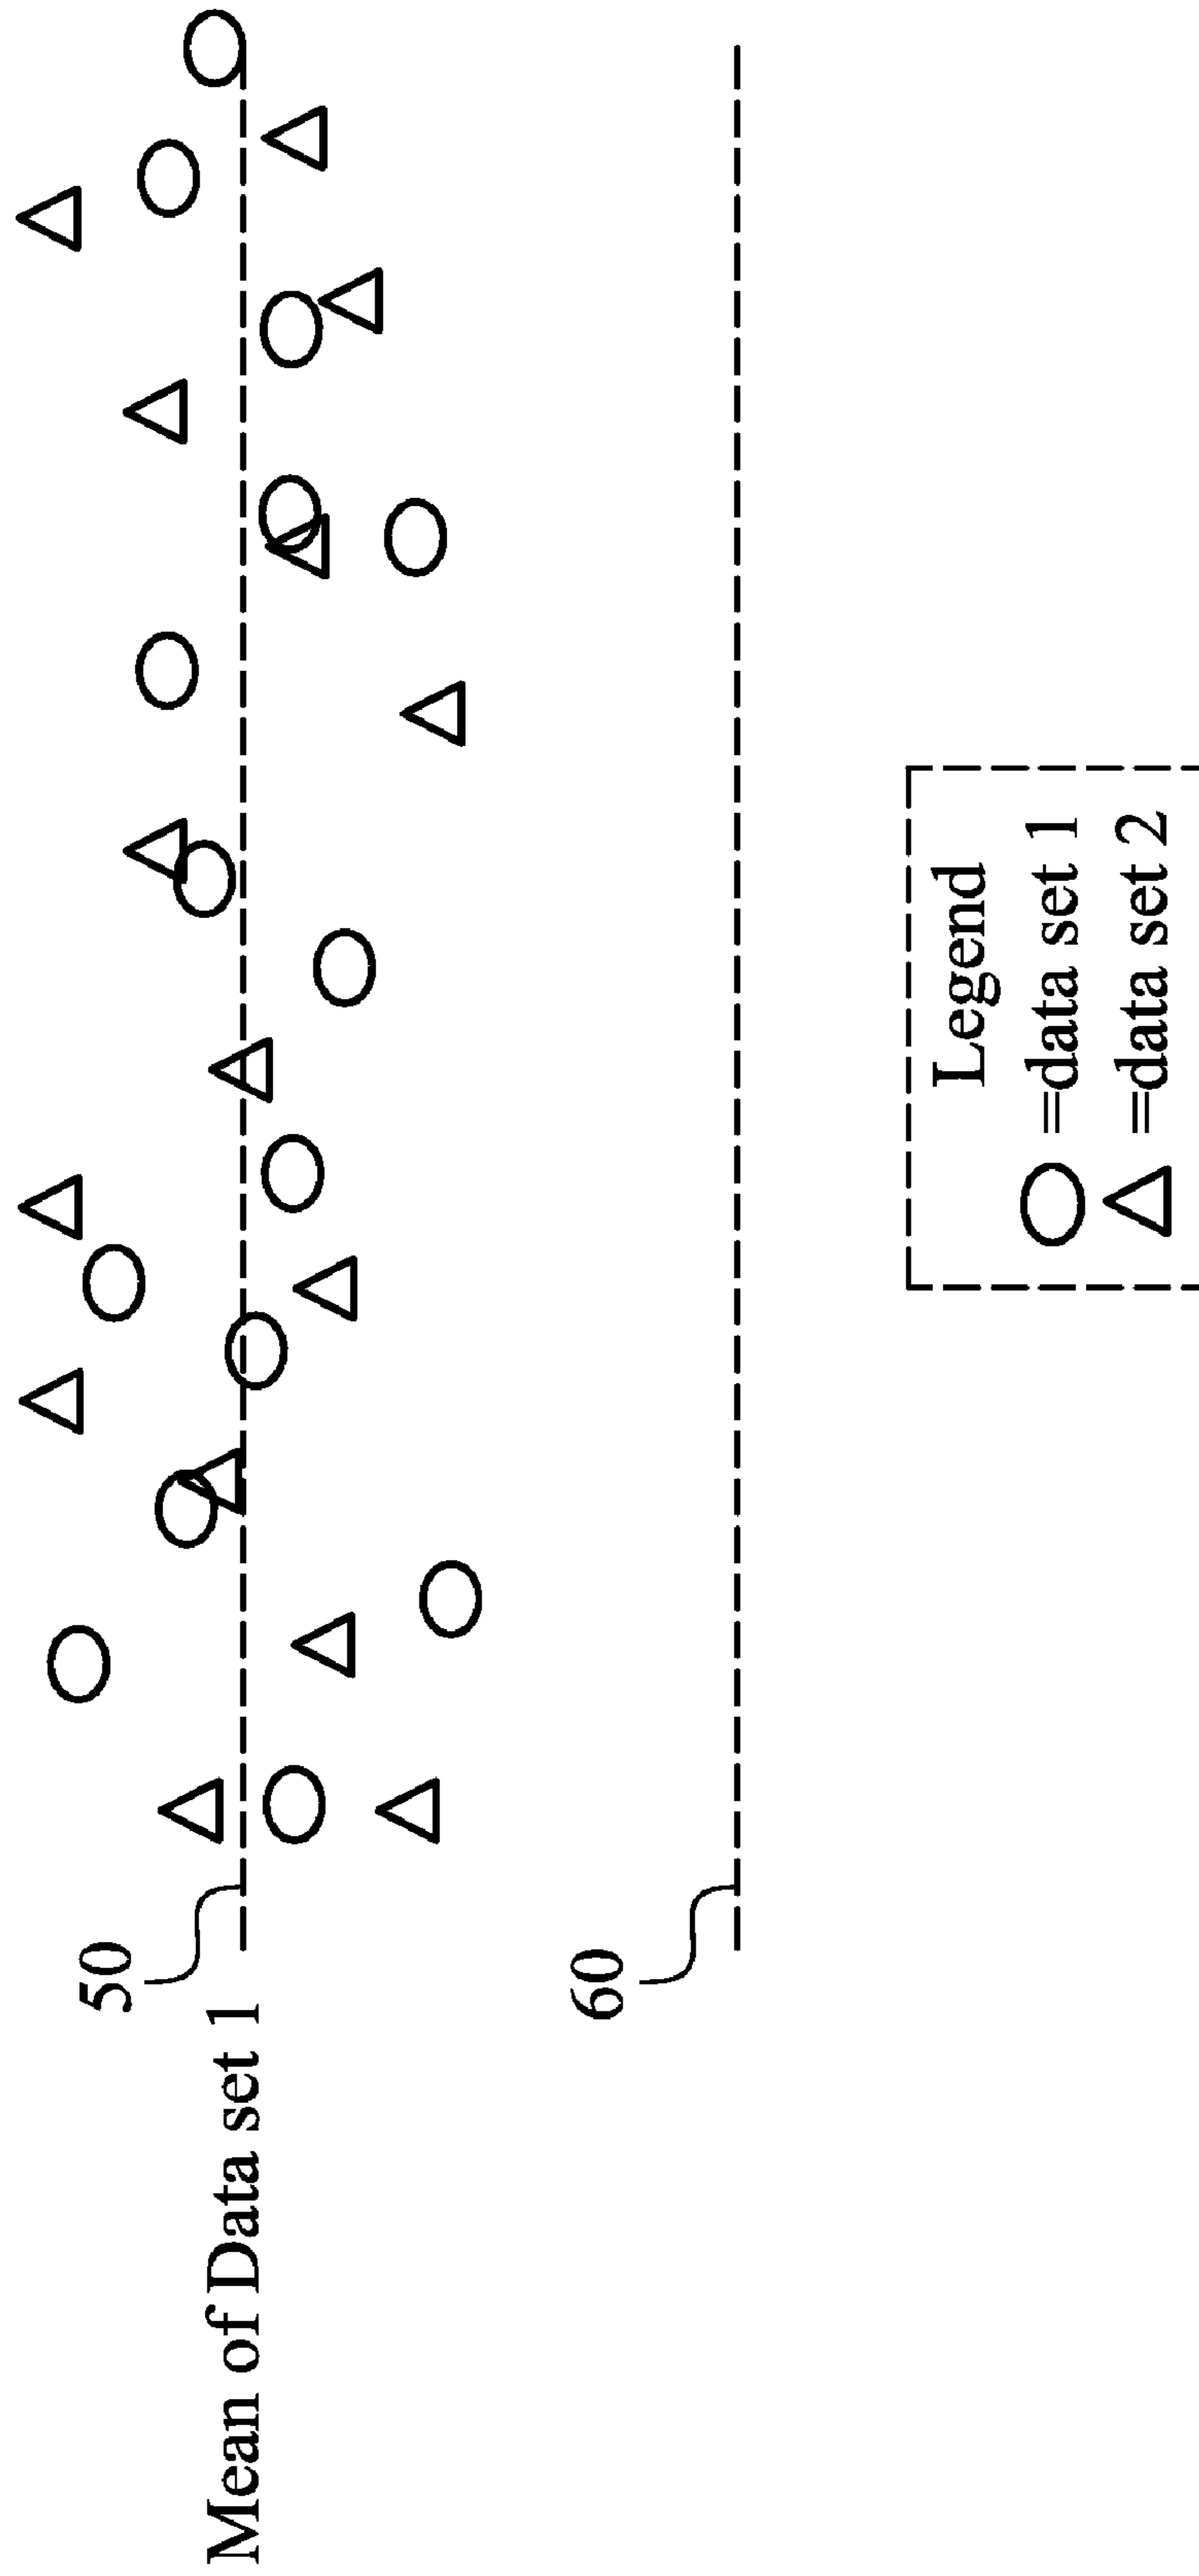 50
Mean of Data set 1
60
Legend
=data set 1
=data set 2